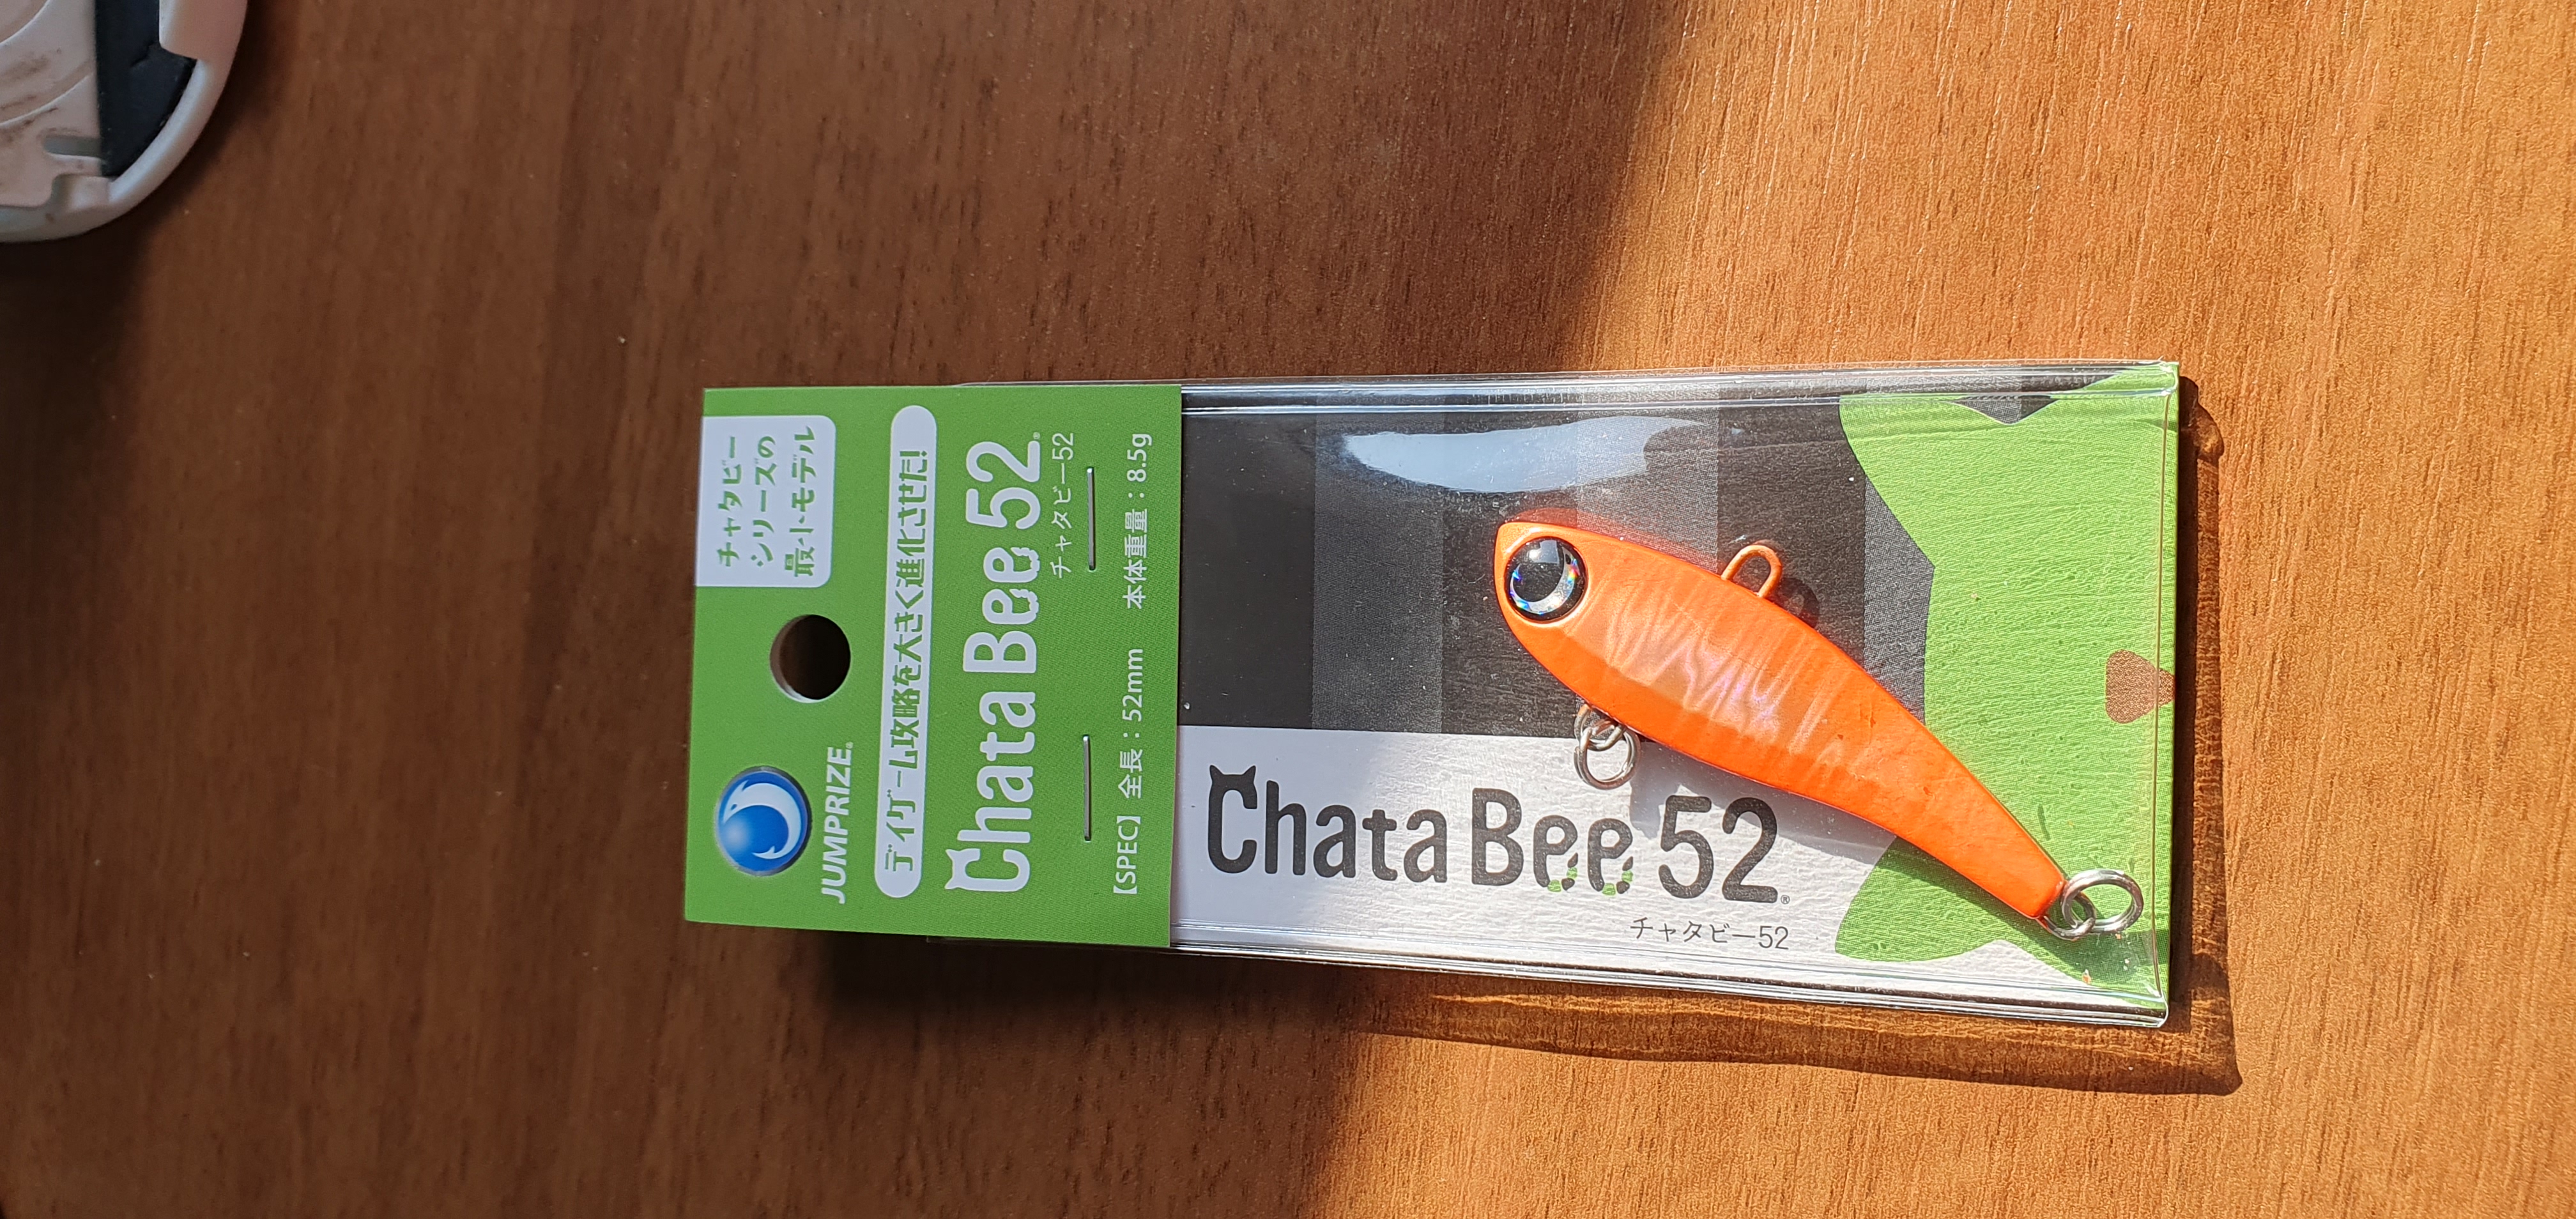 チャタビー
シリーズの
最小モデル
JUMPRIZE®
デイゲーム攻略を大きく進化させた!
Chata Bee 52®
チャタビー52
【SPEC】全長:52mm 本体重量:8.5g
Chata Bee 52®
チャタビー52